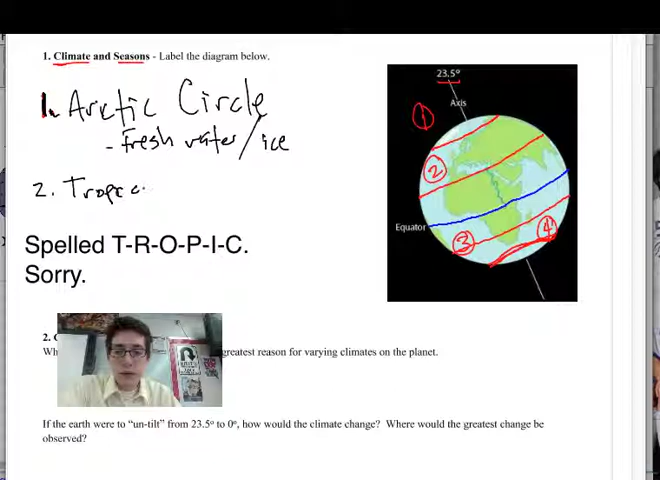 1. Climate and Seasons - Label the diagram below.
1. Arctic Circle
- Fresh water/ice
2. Tropc c
Spelled T-R-O-P-I-C.
Sorry.
23.5°
Axis
1
2
Equator
3
4
2.
Wh greatest reason for varying climates on the planet.
If the earth were to “un-tilt” from 23.5° to 0°, how would the climate change? Where would the greatest change be
observed?